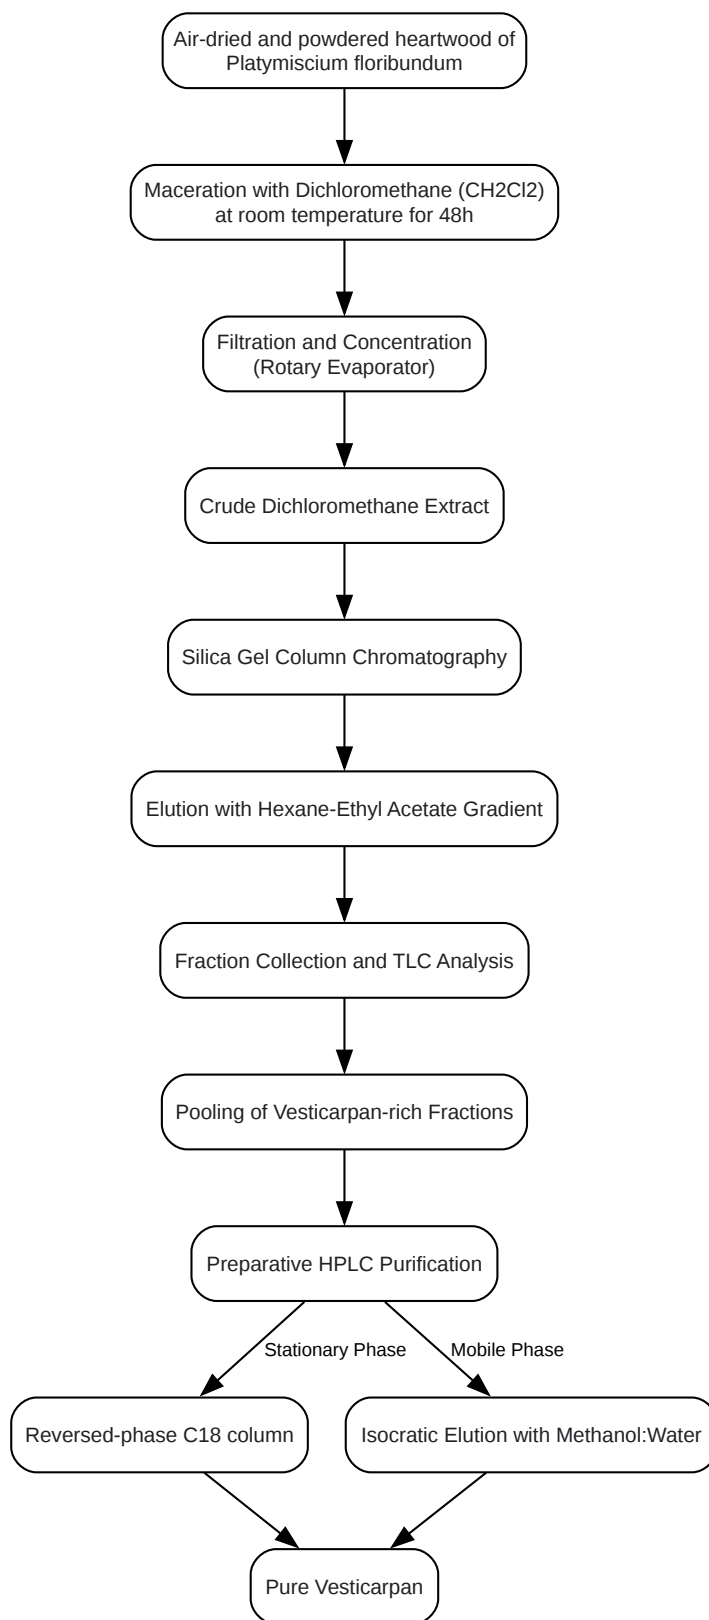 Air-dried and powdered heartwood of
Platymiscium floribundum
Maceration with Dichloromethane (CH2Cl2)
at room temperature for 48h
Filtration and Concentration
(Rotary Evaporator)
Crude Dichloromethane Extract
Silica Gel Column Chromatography
Elution with Hexane-Ethyl Acetate Gradient
Fraction Collection and TLC Analysis
Pooling of Vesticarpan-rich Fractions
Preparative HPLC Purification
Stationary Phase
Mobile Phase
Reversed-phase C18 column
Isocratic Elution with Methanol:Water
Pure Vesticarpan